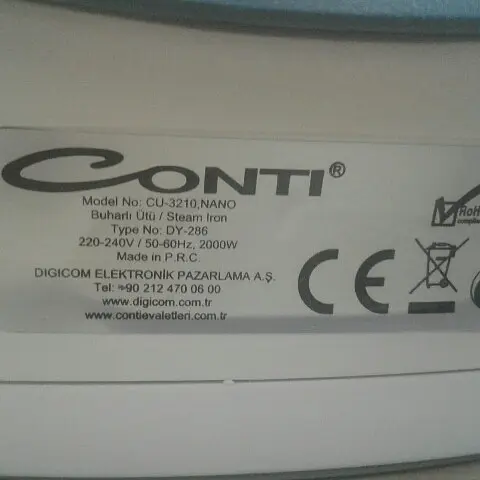 CONTI®
Model No: CU-3210,NANO
Buharlı Ütü / Steam Iron
Type No: DY-286
220-240V / 50-60Hz, 2000W
Made in P.R.C.
DIGICOM ELEKTRONİK PAZARLAMA A.Ş.
Tel: +90 212 470 06 00
www.digicom.com.tr
www.contievaletleri.com.tr
CE
RoHS